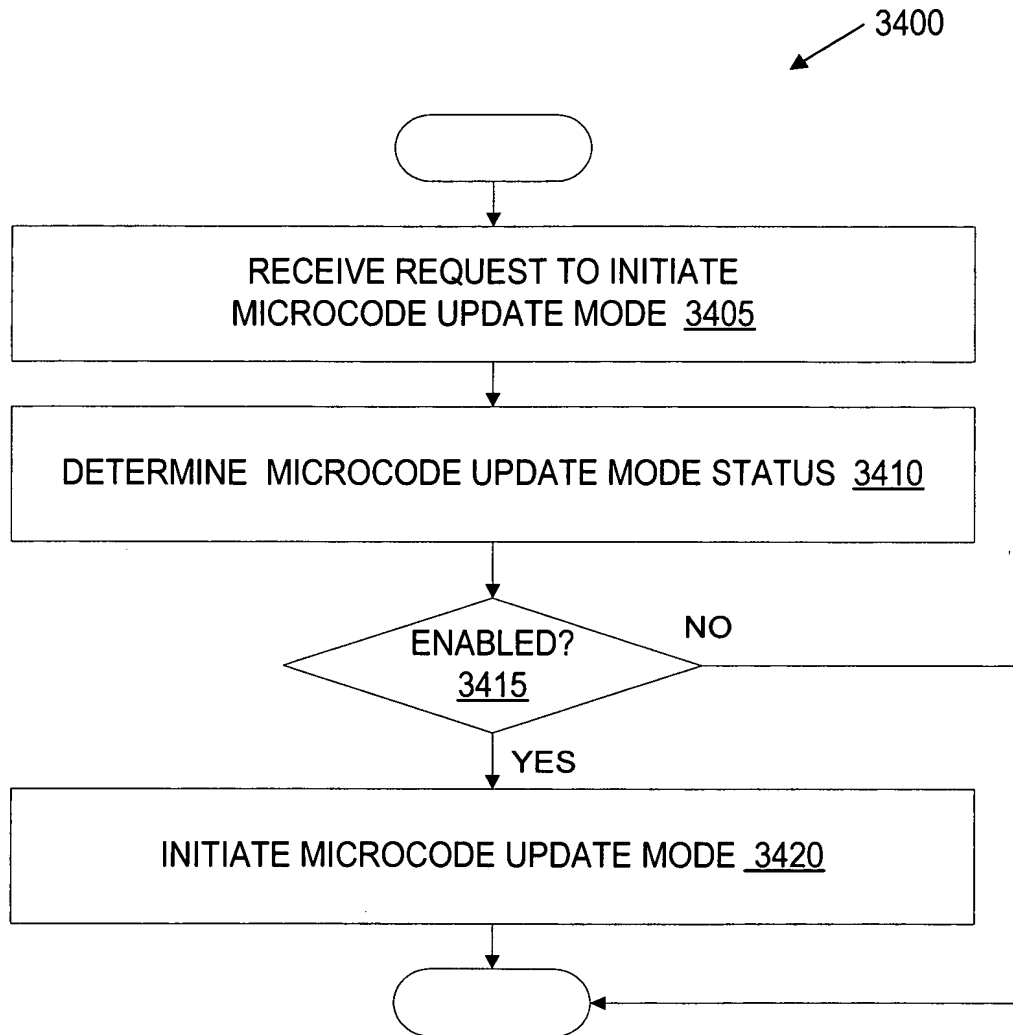 3400
RECEIVE REQUEST TO INITIATE
MICROCODE UPDATE MODE 3405
DETERMINE MICROCODE UPDATE MODE STATUS 3410
ENABLED?
3415
NO
YES
INITIATE MICROCODE UPDATE MODE 3420